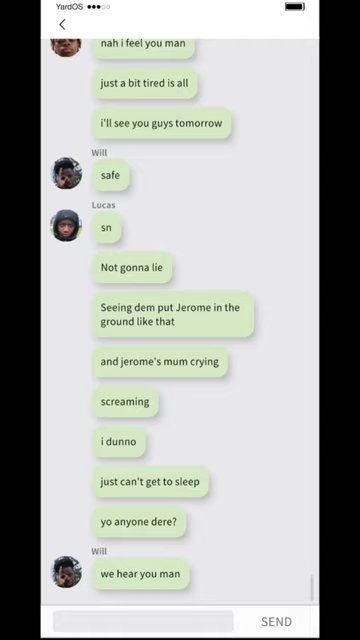 YardOS
nah i feel you man
just a bit tired is all
i'll see you guys tomorrow
Will
safe
Lucas
sn
Not gonna lie
Seeing dem put Jerome in the
ground like that
and jerome's mum crying
screaming
i dunno
just can't get to sleep
yo anyone dere?
Will
we hear you man
SEND